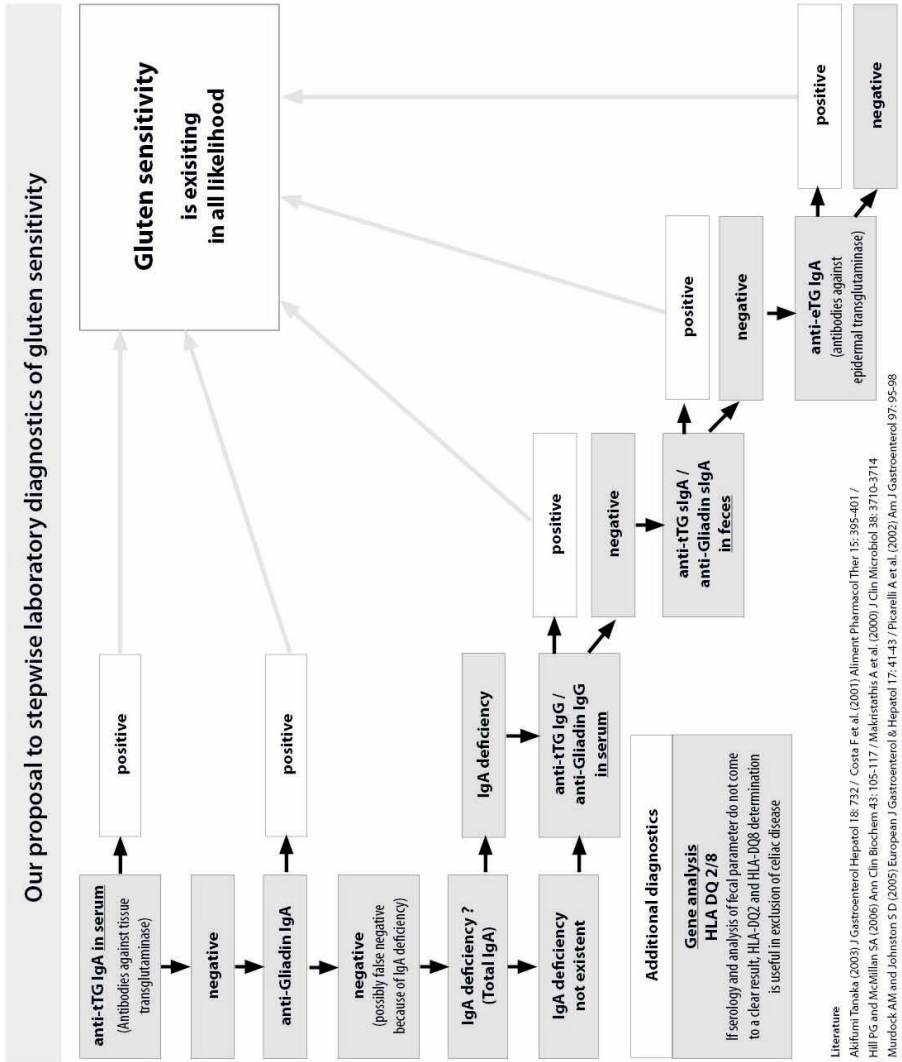 Our proposal to stepwise laboratory diagnostics of gluten sensitivity
anti-tTG IgA in serum
(Antibodies against tissue
transglutaminase)
positive
negative
anti-Gliadin IgA
positive
negative
(possibly false negative
because of IgA deficiency)
IgA deficiency ?
(Total IgA)
IgA deficiency
IgA deficiency
not existent
anti-tTG IgG /
anti-Gliadin IgG
in serum
positive
negative
anti-tTG sIgA /
anti-Gliadin sIgA
in feces
positive
negative
anti-eTG IgA
(antibodies against
epidermal transglutaminase)
positive
negative
Gluten sensitivity
is exisiting
in all likelihood
Additional diagnostics
Gene analysis
HLA DQ 2/8
If serology and analysis of fecal parameter do not come
to a clear result, HLA-DQ2 and HLA-DQ8 determination
is useful in exclusion of celiac disease
Literature
Akifumi Tanaka (2003) J Gastroenterol Hepatol 18: 732 / Costa F et al. (2001) Aliment Pharmacol Ther 15: 395-401 /
Hill PG and McMillan SA (2006) Ann Clin Biochem 43: 105-117 / Makristathis A et al. (2000) J Clin Microbiol 38: 3710-3714
Murdock AM and Johnston S D (2005) European J Gastroenterol & Hepatol 17: 41-43 / Picarelli A et al. (2002) Am J Gastroenterol 97: 95-98